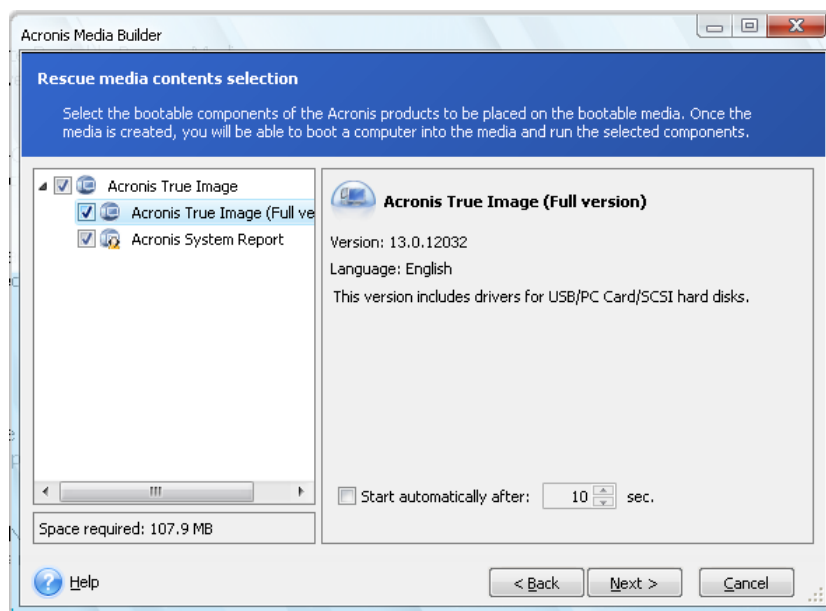 Acronis Media Builder
Rescue media contents selection
Select the bootable components of the Acronis products to be placed on the bootable media. Once the
media is created, you will be able to boot a computer into the media and run the selected components.
Acronis True Image
Acronis True Image (Full ve
Acronis System Report
Space required: 107.9 MB
Acronis True Image (Full version)
Version: 13.0.12032
Language: English
This version includes drivers for USB/PC Card/SCSI hard disks.
Start automatically after: 10 sec.
Help
< Back
Next >
Cancel